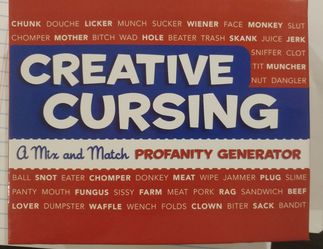 CHUNK DOUCHE LICKER MUNCH SUCKER WIENER FACE MONKEY SLUT
CHOMPER MOTHER BITCH WAD HOLE BEATER TRASH SKANK JUICE JERK
SNIFFER CLOT
TIT MUNCHER
NUT DANGLER
CREATIVE
CURSING
A Mix and Match PROFANITY GENERATOR
BALL SNOT EATER CHOMPER DONKEY MEAT WIPE JAMMER PLUG SLIME
PANTY MOUTH FUNGUS SISSY FARM MEAT PORK RAG SANDWICH BEEF
LOVER DUMPSTER WAFFLE WENCH FOLDS CLOWN BITER SACK BANDIT